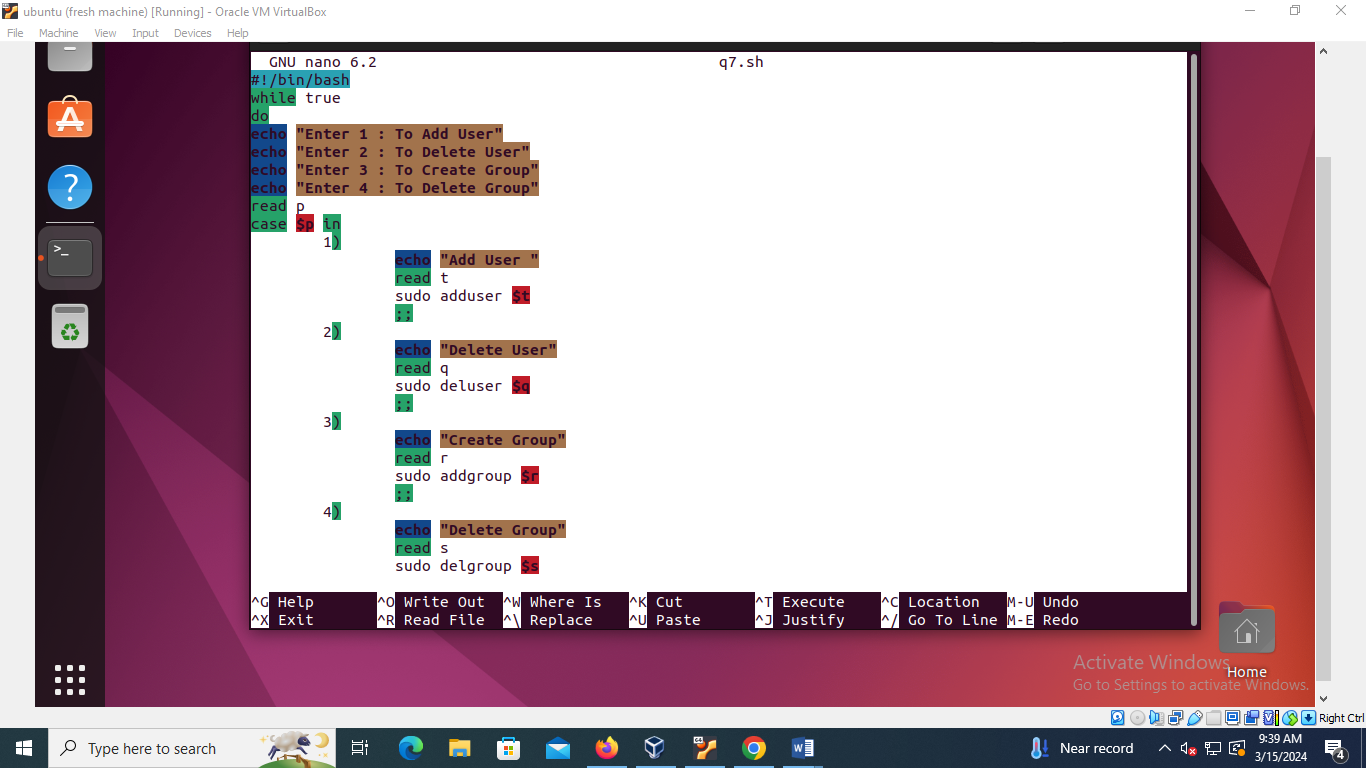 ubuntu (fresh machine) [Running] - Oracle VM VirtualBox
File Machine View Input Devices Help
GNU nano 6.2 q7.sh
#!/bin/bash
while true
do
echo "Enter 1 : To Add User"
echo "Enter 2 : To Delete User"
echo "Enter 3 : To Create Group"
echo "Enter 4 : To Delete Group"
read p
case $p in
1)
echo "Add User "
read t
sudo adduser $t
;;
2)
echo "Delete User"
read q
sudo deluser $q
;;
3)
echo "Create Group"
read r
sudo addgroup $r
;;
4)
echo "Delete Group"
read s
sudo delgroup $s
^G Help ^O Write Out ^W Where Is ^K Cut ^T Execute ^C Location M-U Undo
^X Exit ^R Read File ^\ Replace ^U Paste ^J Justify ^/ Go To Line M-E Redo
Home
Activate Windows
Go to Settings to activate Windows.
Right Ctrl
Type here to search
Near record
9:39 AM
3/15/2024
4